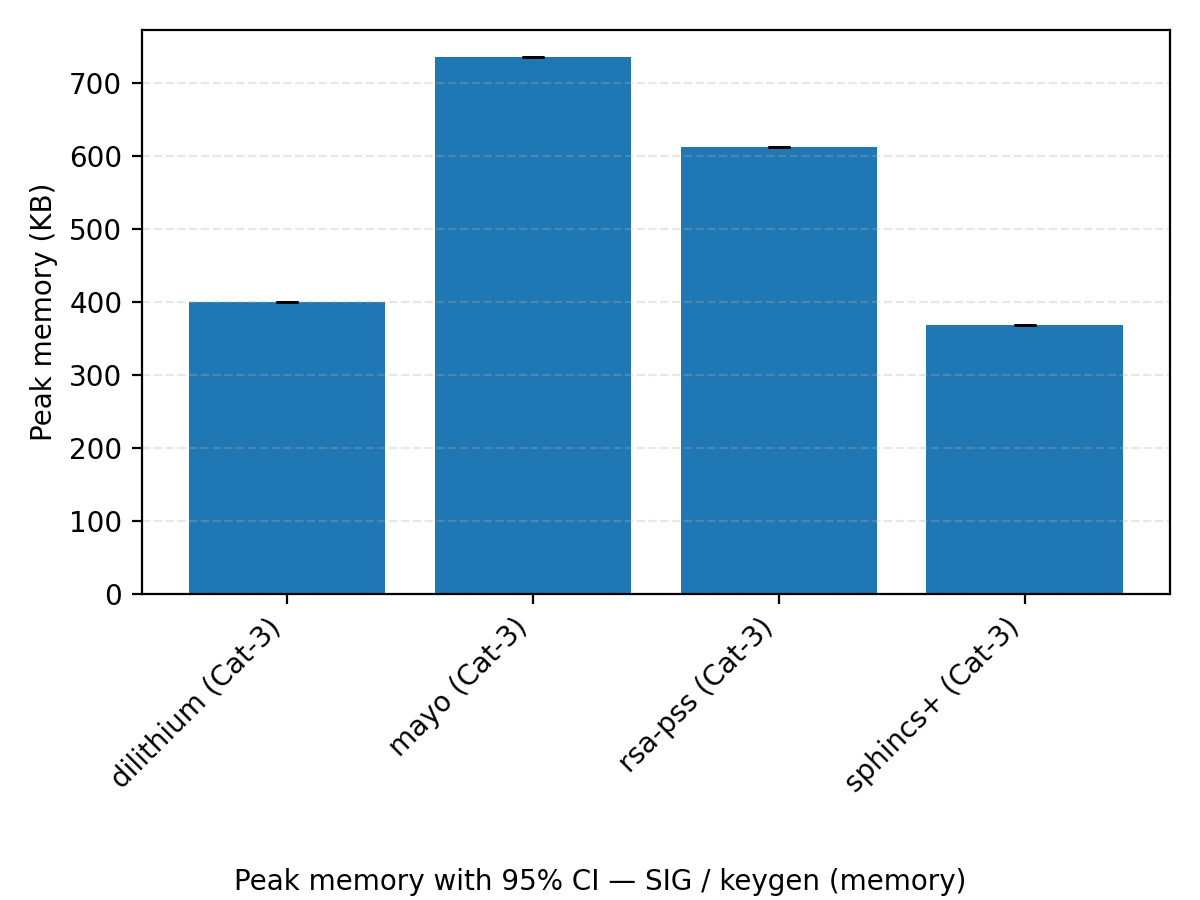 Peak memory (KB)
700
600
500
400
300
200
100
0
dilithium (Cat-3)
mayo (Cat-3)
rsa-pss (Cat-3)
sphincs+ (Cat-3)
Peak memory with 95% CI — SIG / keygen (memory)